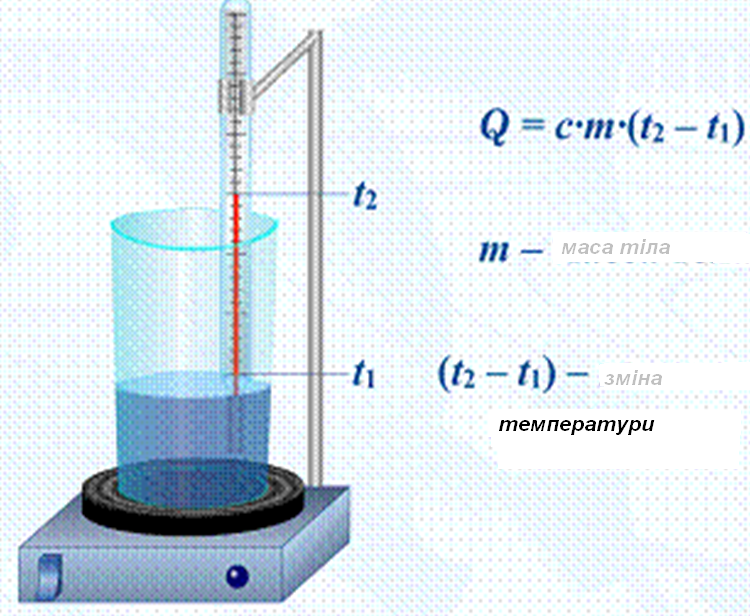 Q = c·m·(t₂ – t₁)
t₂
m – маса тіла
t₁
(t₂ – t₁) – зміна
температури